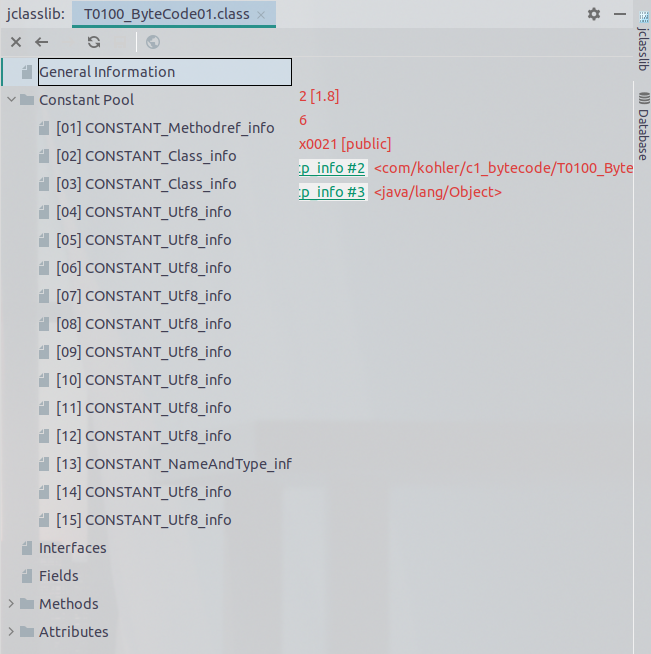 jclasslib: T0100_ByteCode01.class
General Information
Constant Pool
2 [1.8]
[01] CONSTANT_Methodref_info
6
x0021 [public]
[02] CONSTANT_Class_info
cp_info #2 <com/kohler/c1_bytecode/T0100_Byte
[03] CONSTANT_Class_info
cp_info #3 <java/lang/Object>
[04] CONSTANT_Utf8_info
[05] CONSTANT_Utf8_info
[06] CONSTANT_Utf8_info
[07] CONSTANT_Utf8_info
[08] CONSTANT_Utf8_info
[09] CONSTANT_Utf8_info
[10] CONSTANT_Utf8_info
[11] CONSTANT_Utf8_info
[12] CONSTANT_Utf8_info
[13] CONSTANT_NameAndType_inf
[14] CONSTANT_Utf8_info
[15] CONSTANT_Utf8_info
Interfaces
Fields
Methods
Attributes
jclasslib
Database